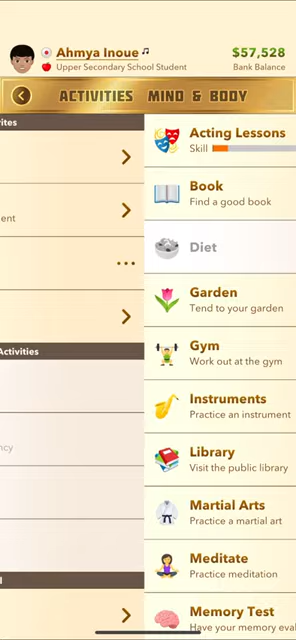 Ahmya Inoue
$57,528
Upper Secondary School Student
Bank Balance
ACTIVITIES MIND & BODY
rites
ent
Activities
ncy
Acting Lessons
Skill
Book
Find a good book
Diet
Garden
Tend to your garden
Gym
Work out at the gym
Instruments
Practice an instrument
Library
Visit the public library
Martial Arts
Practice a martial art
Meditate
Practice meditation
Memory Test
Have your memory eval